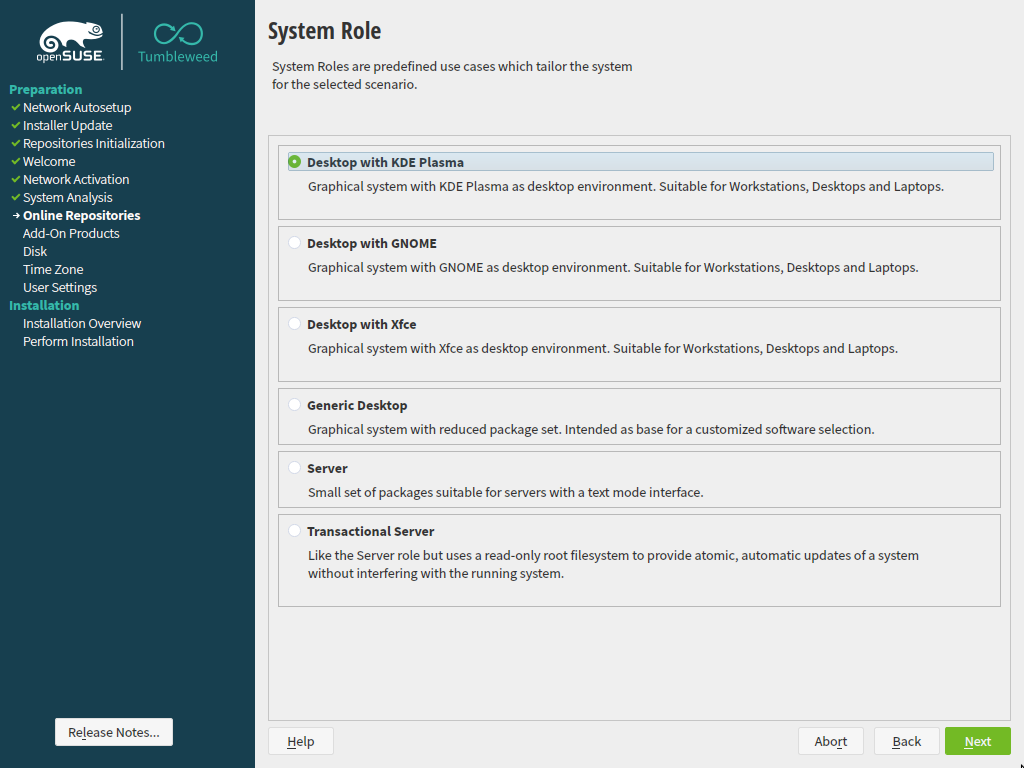 openSUSE
Tumbleweed
Preparation
Network Autosetup
Installer Update
Repositories Initialization
Welcome
Network Activation
System Analysis
Online Repositories
Add-On Products
Disk
Time Zone
User Settings
Installation
Installation Overview
Perform Installation
Release Notes...
System Role
System Roles are predefined use cases which tailor the system
for the selected scenario.
Desktop with KDE Plasma
Graphical system with KDE Plasma as desktop environment. Suitable for Workstations, Desktops and Laptops.
Desktop with GNOME
Graphical system with GNOME as desktop environment. Suitable for Workstations, Desktops and Laptops.
Desktop with Xfce
Graphical system with Xfce as desktop environment. Suitable for Workstations, Desktops and Laptops.
Generic Desktop
Graphical system with reduced package set. Intended as base for a customized software selection.
Server
Small set of packages suitable for servers with a text mode interface.
Transactional Server
Like the Server role but uses a read-only root filesystem to provide atomic, automatic updates of a system
without interfering with the running system.
Help
Abort
Back
Next